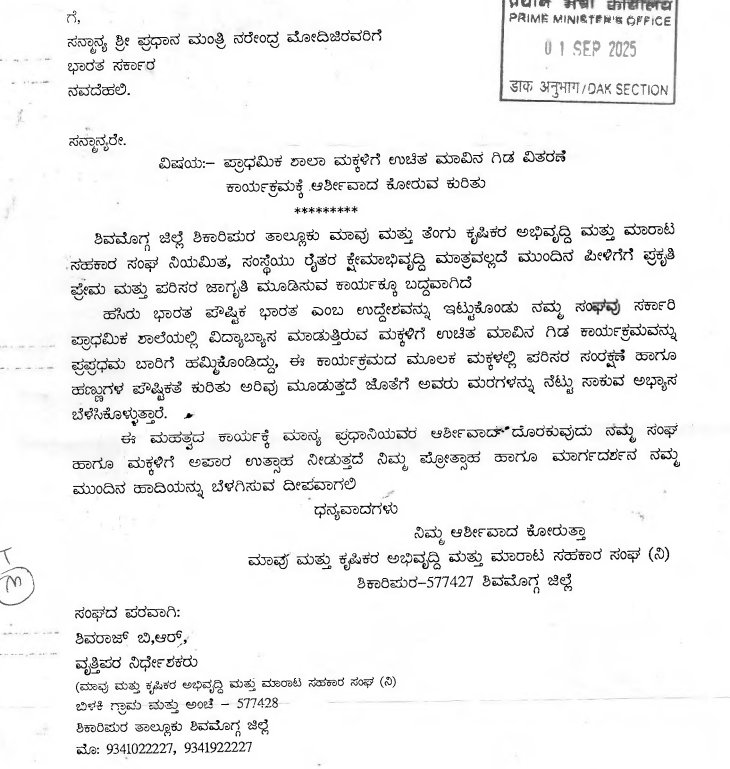 प्रधान मंत्री कार्यालय
PRIME MINISTER'S OFFICE
01 SEP 2025
डाक अनुभाग/DAK SECTION
ಗೆ,
ಸನ್ಮಾನ್ಯ ಶ್ರೀ ಪ್ರಧಾನ ಮಂತ್ರಿ ನರೇಂದ್ರ ಮೋದಿಜಿರವರಿಗೆ
ಭಾರತ ಸರ್ಕಾರ
ನವದೆಹಲಿ.
ಸನ್ಮಾನ್ಯರೇ.
ವಿಷಯ:– ಪ್ರಾಥಮಿಕ ಶಾಲಾ ಮಕ್ಕಳಿಗೆ ಉಚಿತ ಮಾವಿನ ಗಿಡ ವಿತರಣೆ
ಕಾರ್ಯಕ್ರಮಕ್ಕೆ ಆರ್ಶೀವಾದ ಕೋರುವ ಕುರಿತು
*********
ಶಿವಮೊಗ್ಗ ಜಿಲ್ಲೆ ಶಿಕಾರಿಪುರ ತಾಲ್ಲೂಕು ಮಾವು ಮತ್ತು ತೆಂಗು ಕೃಷಿಕರ ಅಭಿವೃದ್ದಿ ಮತ್ತು ಮಾರಾಟ
ಸಹಕಾರ ಸಂಘ ನಿಯಮಿತ, ಸಂಸ್ಥೆಯು ರೈತರ ಕ್ಷೇಮಾಭಿವೃದ್ದಿ ಮಾತ್ರವಲ್ಲದೆ ಮುಂದಿನ ಪೀಳಿಗೆಗೆ ಪ್ರಕೃತಿ
ಪ್ರೇಮ ಮತ್ತು ಪರಿಸರ ಜಾಗೃತಿ ಮೂಡಿಸುವ ಕಾರ್ಯಕ್ಕೂ ಬದ್ದವಾಗಿದೆ
ಹಸಿರು ಭಾರತ ಪೌಷ್ಟಿಕ ಭಾರತ ಎಂಬ ಉದ್ದೇಶವನ್ನು ಇಟ್ಟುಕೊಂಡು ನಮ್ಮ ಸಂಘವು ಸರ್ಕಾರಿ
ಪ್ರಾಥಮಿಕ ಶಾಲೆಯಲ್ಲಿ ವಿದ್ಯಾಭ್ಯಾಸ ಮಾಡುತ್ತಿರುವ ಮಕ್ಕಳಿಗೆ ಉಚಿತ ಮಾವಿನ ಗಿಡ ಕಾರ್ಯಕ್ರಮವನ್ನು
ಪ್ರಪ್ರಥಮ ಬಾರಿಗೆ ಹಮ್ಮಿಕೊಂಡಿದ್ದು, ಈ ಕಾರ್ಯಕ್ರಮದ ಮೂಲಕ ಮಕ್ಕಳಲ್ಲಿ ಪರಿಸರ ಸಂರಕ್ಷಣೆ ಹಾಗೂ
ಹಣ್ಣುಗಳ ಪೌಷ್ಟಿಕತೆ ಕುರಿತು ಅರಿವು ಮೂಡುತ್ತದೆ ಜೊತೆಗೆ ಅವರು ಮರಗಳನ್ನು ನೆಟ್ಟು ಸಾಕುವ ಅಭ್ಯಾಸ
ಬೆಳೆಸಿಕೊಳ್ಳುತ್ತಾರೆ.
ಈ ಮಹತ್ವದ ಕಾರ್ಯಕ್ಕೆ ಮಾನ್ಯ ಪ್ರಧಾನಿಯವರ ಆರ್ಶೀವಾದ್ ದೊರಕುವುದು ನಮ್ಮ ಸಂಘ
ಹಾಗೂ ಮಕ್ಕಳಿಗೆ ಅಪಾರ ಉತ್ಸಾಹ ನೀಡುತ್ತದೆ ನಿಮ್ಮ ಪ್ರೋತ್ಸಾಹ ಹಾಗೂ ಮಾರ್ಗದರ್ಶನ ನಮ್ಮ
ಮುಂದಿನ ಹಾದಿಯನ್ನು ಬೆಳಗಿಸುವ ದೀಪವಾಗಲಿ
ಧನ್ಯವಾದಗಳು
ನಿಮ್ಮ ಆರ್ಶೀವಾದ ಕೋರುತ್ತಾ
ಮಾವು ಮತ್ತು ಕೃಷಿಕರ ಅಭಿವೃದ್ದಿ ಮತ್ತು ಮಾರಾಟ ಸಹಕಾರ ಸಂಘ (ನಿ)
ಶಿಕಾರಿಪುರ–577427 ಶಿವಮೊಗ್ಗ ಜಿಲ್ಲೆ
ಸಂಘದ ಪರವಾಗಿ:
ಶಿವರಾಜ್ ಬಿ,ಆರ್,
ವೃತ್ತಿಪರ ನಿರ್ಧೇಶಕರು
(ಮಾವು ಮತ್ತು ಕೃಷಿಕರ ಅಭಿವೃದ್ದಿ ಮತ್ತು ಮಾರಾಟ ಸಹಕಾರ ಸಂಘ (ನಿ)
ಬಿಳಕಿ ಗ್ರಾಮ ಮತ್ತು ಅಂಚೆ – 577428
ಶಿಕಾರಿಪುರ ತಾಲ್ಲೂಕು ಶಿವಮೊಗ್ಗ ಜಿಲ್ಲೆ
ಮೊ: 9341022227, 9341922227